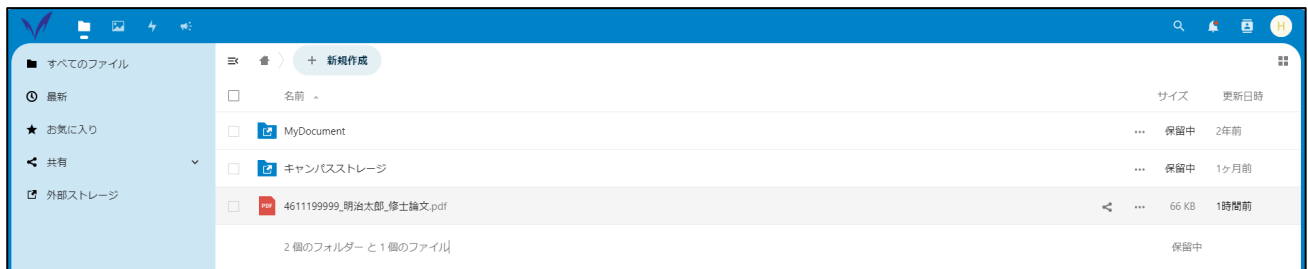 H
すべてのファイル
最新
お気に入り
共有
外部ストレージ
+ 新規作成
名前 サイズ 更新日時
MyDocument ... 保留中 2年前
キャンパスストレージ ... 保留中 1ヶ月前
PDF 4611199999_明治太郎_修士論文.pdf ... 66 KB 1時間前
2 個のフォルダー と 1 個のファイル 保留中